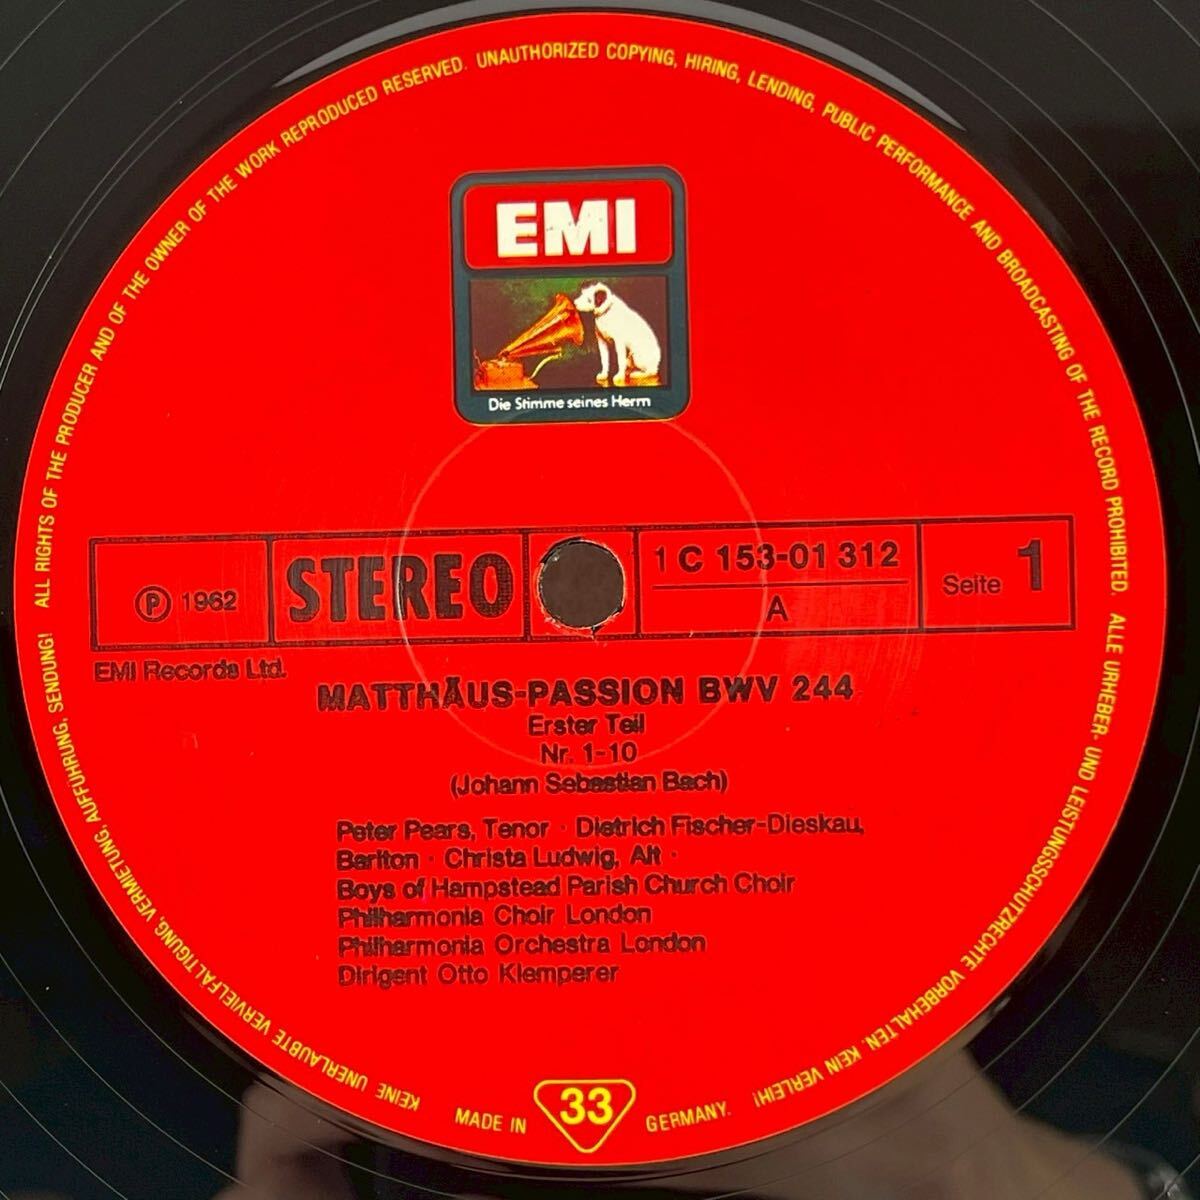 ALL RIGHTS OF THE PRODUCER AND OF THE OWNER OF THE WORK REPRODUCED RESERVED. UNAUTHORIZED COPYING, HIRING, LENDING, PUBLIC PERFORMANCE AND BROADCASTING OF THE RECORD PROHIBITED. ALLE URHEBER- UND LEISTUNGSSCHUTZRECHTE VORBEHALTEN. KEIN VERLEIH! KEINE UNERLAUBTE VERVIELFÄLTIGUNG, VERMIETUNG, AUFFÜHRUNG, SENDUNG!
EMI
Die Stimme seines Herrn
℗ 1962
STEREO
1 C 153-01 312
A
Seite 1
EMI Records Ltd.
MATTHÄUS-PASSION BWV 244
Erster Teil
Nr. 1-10
(Johann Sebastian Bach)
Peter Pears, Tenor · Dietrich Fischer-Dieskau,
Bariton · Christa Ludwig, Alt ·
Boys of Hampstead Parish Church Choir
Philharmonia Choir London
Philharmonia Orchestra London
Dirigent Otto Klemperer
MADE IN 33 GERMANY.